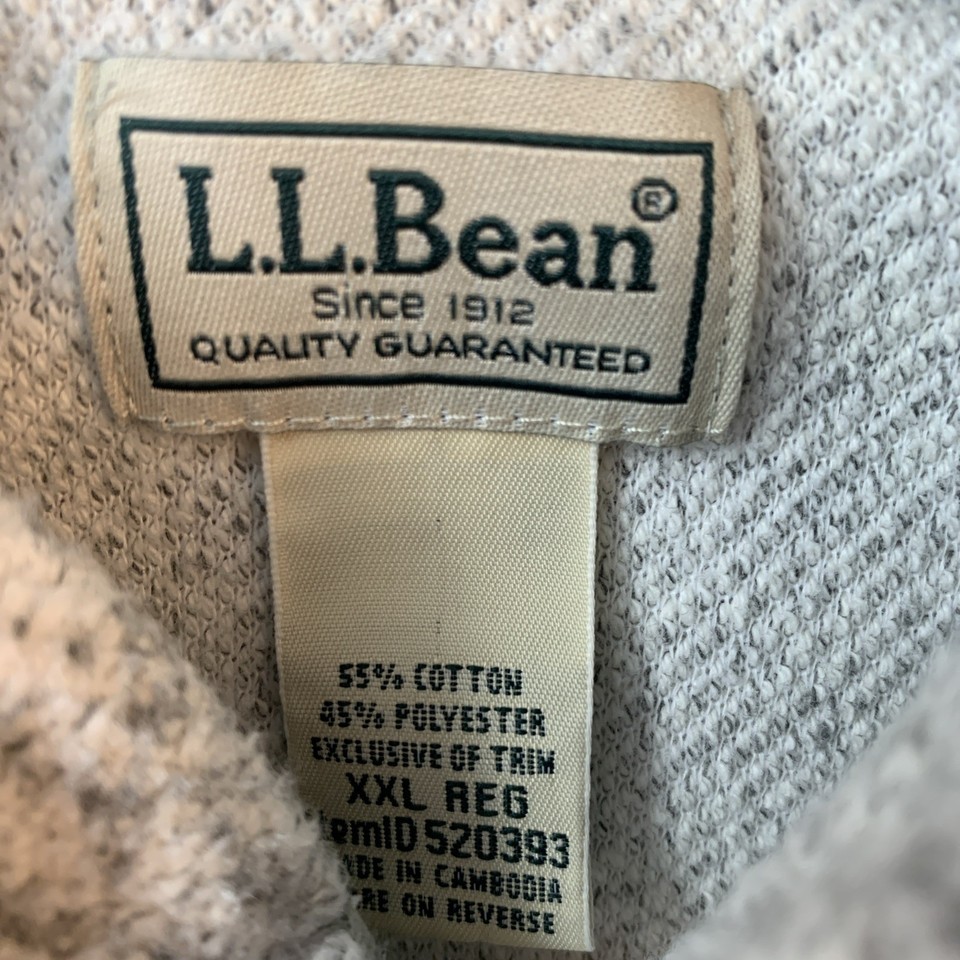 L.L.Bean®
Since 1912
QUALITY GUARANTEED
55% COTTON
45% POLYESTER
EXCLUSIVE OF TRIM
XXL REG
520393
IN CAMBODIA
ON REVERSE